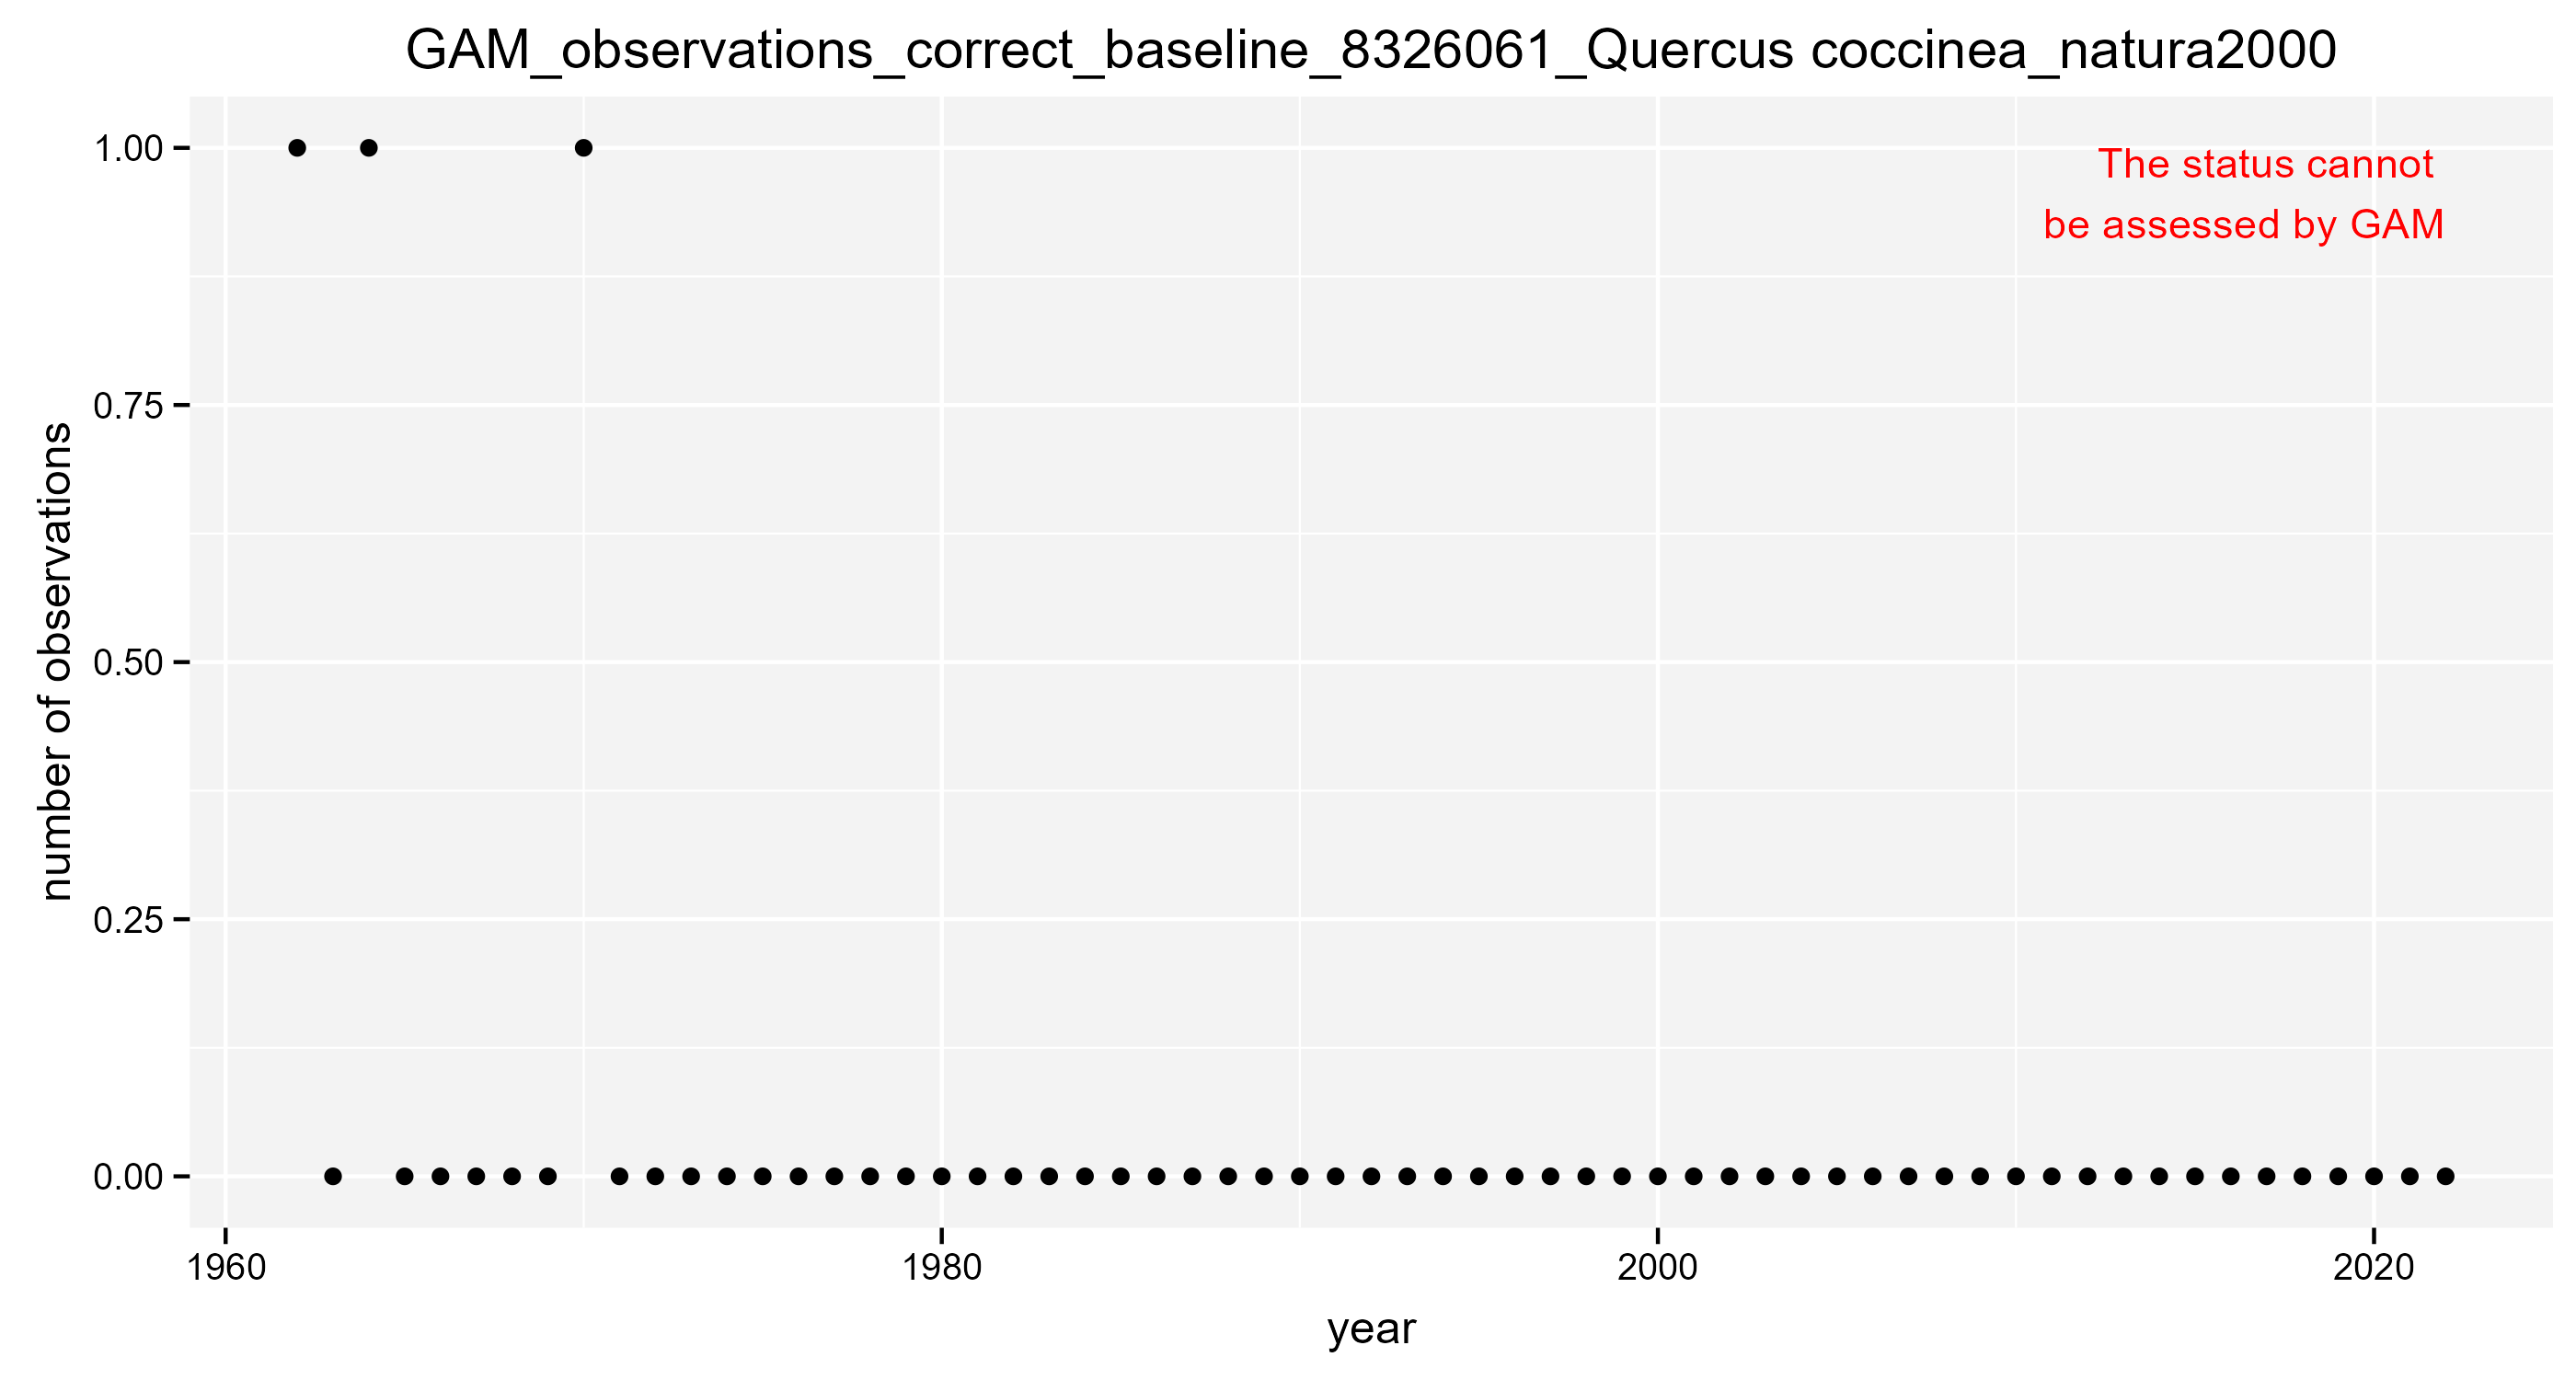 GAM_observations_correct_baseline_8326061_Quercus coccinea_natura2000
The status cannot
be assessed by GAM
number of observations
1.00
0.75
0.50
0.25
0.00
1960
1980
2000
2020
year